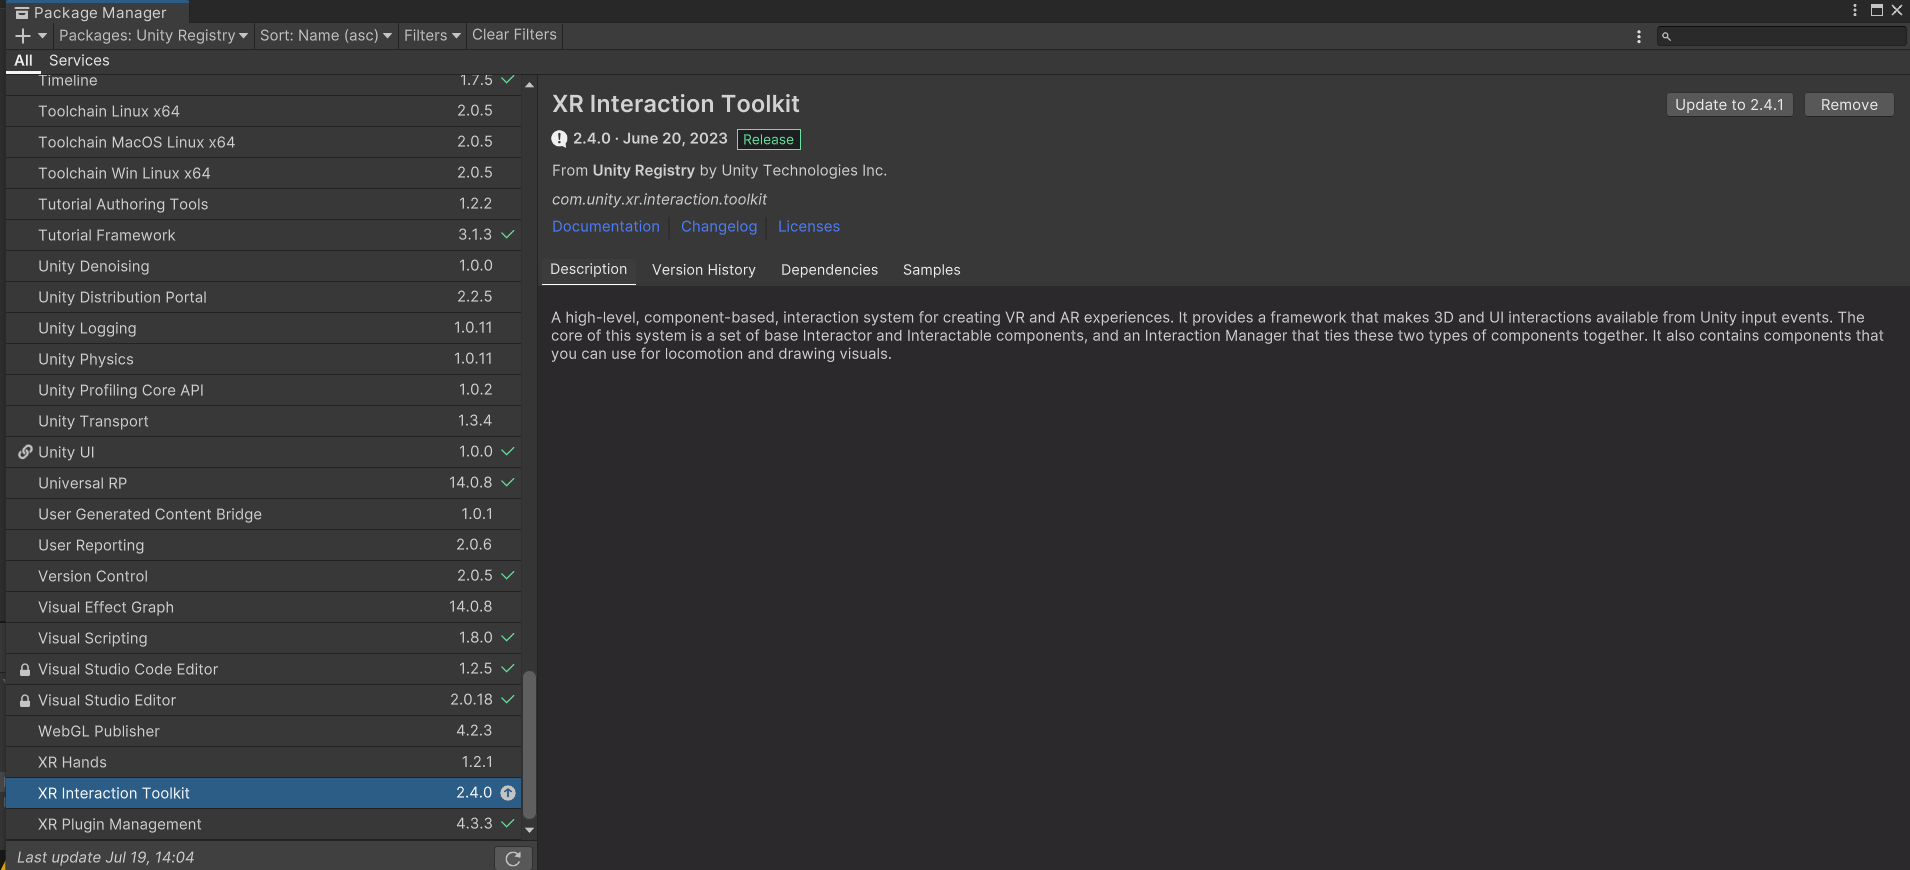 Package Manager
Packages: Unity Registry Sort: Name (asc) Filters Clear Filters
All Services
Timeline 1.7.5
Toolchain Linux x64 2.0.5
Toolchain MacOS Linux x64 2.0.5
Toolchain Win Linux x64 2.0.5
Tutorial Authoring Tools 1.2.2
Tutorial Framework 3.1.3
Unity Denoising 1.0.0
Unity Distribution Portal 2.2.5
Unity Logging 1.0.11
Unity Physics 1.0.11
Unity Profiling Core API 1.0.2
Unity Transport 1.3.4
Unity UI 1.0.0
Universal RP 14.0.8
User Generated Content Bridge 1.0.1
User Reporting 2.0.6
Version Control 2.0.5
Visual Effect Graph 14.0.8
Visual Scripting 1.8.0
Visual Studio Code Editor 1.2.5
Visual Studio Editor 2.0.18
WebGL Publisher 4.2.3
XR Hands 1.2.1
XR Interaction Toolkit 2.4.0
XR Plugin Management 4.3.3
Last update Jul 19, 14:04
XR Interaction Toolkit
Update to 2.4.1 Remove
2.4.0 · June 20, 2023 Release
From Unity Registry by Unity Technologies Inc.
com.unity.xr.interaction.toolkit
Documentation Changelog Licenses
Description Version History Dependencies Samples
A high-level, component-based, interaction system for creating VR and AR experiences. It provides a framework that makes 3D and UI interactions available from Unity input events. The
core of this system is a set of base Interactor and Interactable components, and an Interaction Manager that ties these two types of components together. It also contains components that
you can use for locomotion and drawing visuals.